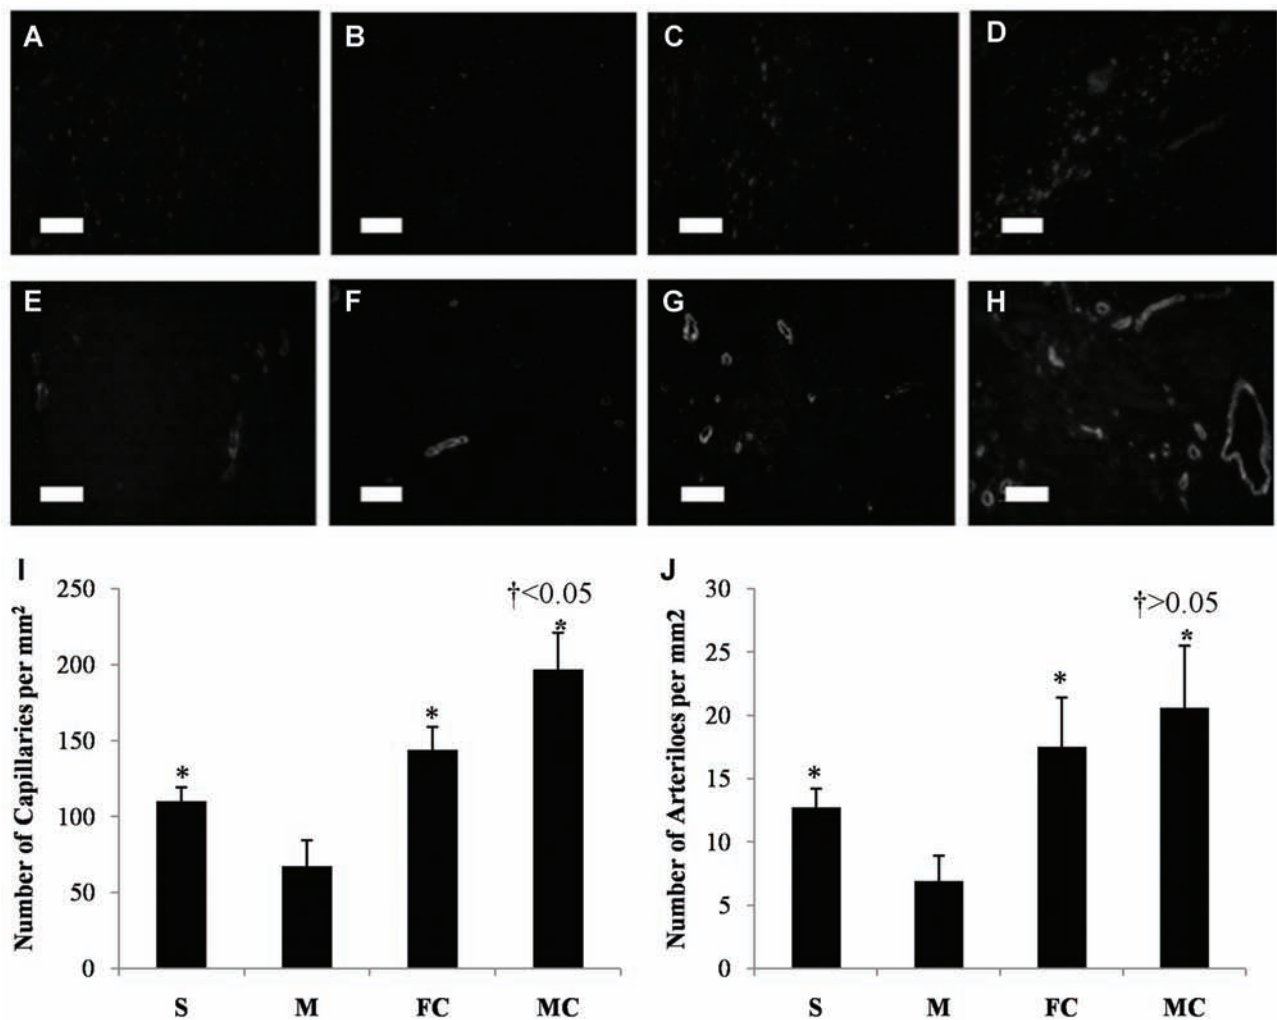 A
B
C
D
E
F
G
H
I
Number of Capillaries per mm²
250
200
150
100
50
0
†<0.05
*
*
*
S M FC MC
J
Number of Arteriloes per mm2
30
25
20
15
10
5
0
†>0.05
*
*
*
S M FC MC